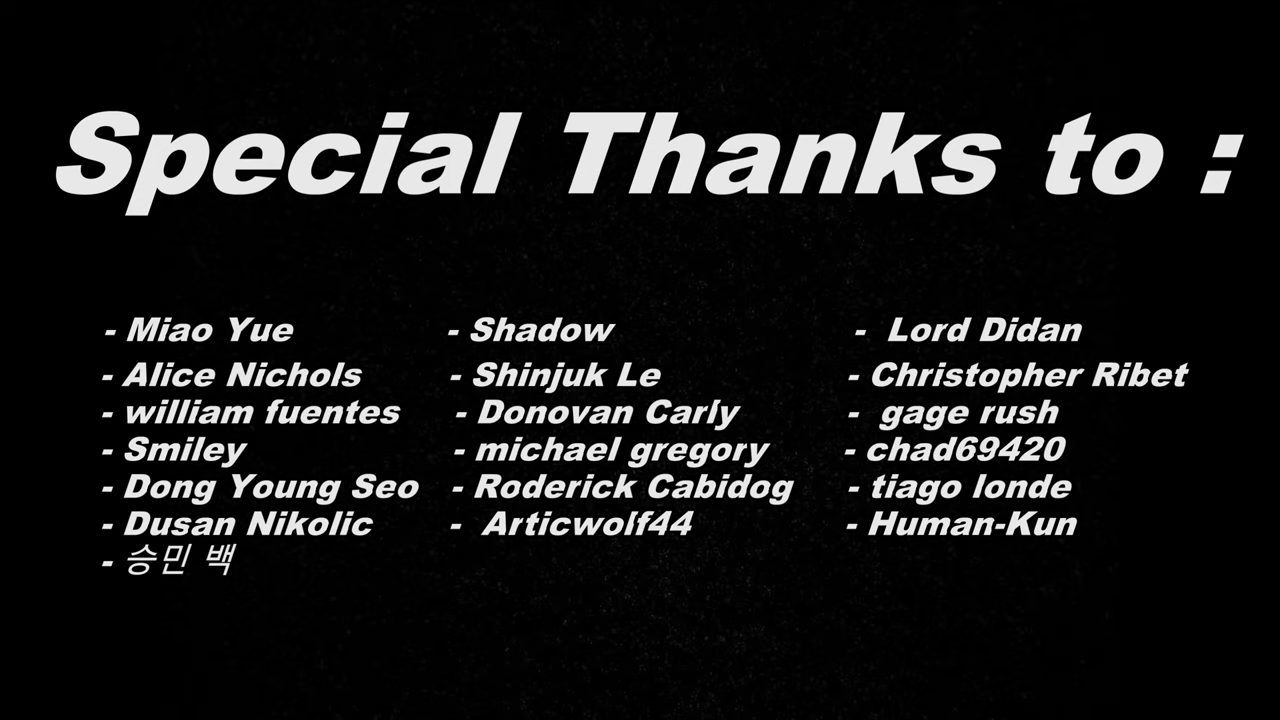 Special Thanks to :
- Miao Yue
- Alice Nichols
- william fuentes
- Smiley
- Dong Young Seo
- Dusan Nikolic
- 승민 백
- Shadow
- Shinjuk Le
- Donovan Carly
- michael gregory
- Roderick Cabidog
- Articwolf44
- Lord Didan
- Christopher Ribet
- gage rush
- chad69420
- tiago londe
- Human-Kun